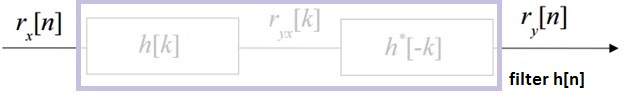 r_x[n] h[k] r_yx[k] h*[-k] r_y[n]
filter h[n]